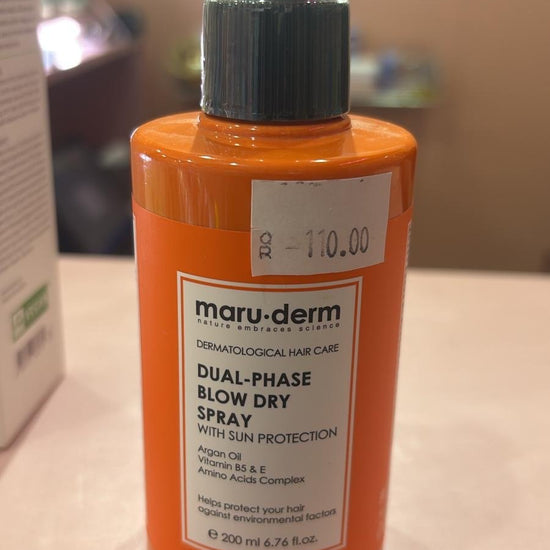 QR -110.00
maru·derm
nature embraces science
DERMATOLOGICAL HAIR CARE
DUAL-PHASE
BLOW DRY
SPRAY
WITH SUN PROTECTION
Argan Oil
Vitamin B5 & E
Amino Acids Complex
Helps protect your hair
against environmental factors
℮ 200 ml 6.76 fl.oz.